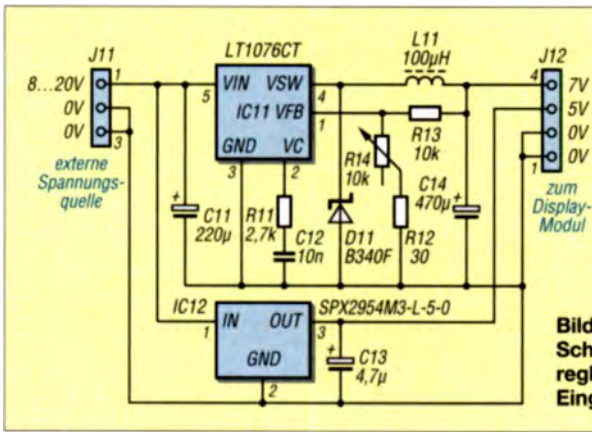 J11
8...20V
0V
0V
1
3
externe
Spannungs-
quelle
LT1076CT
VIN
VSW
IC11 VFB
GND
VC
5
4
1
3
2
L11
100µH
R13
10k
R14
10k
R11
2,7k
C11
220µ
C12
10n
D11
B340F
R12
30
C14
470µ
J12
4
7V
5V
0V
0V
1
zum
Display-
Modul
IC12
SPX2954M3-L-5-0
1
IN
OUT
3
GND
2
C13
4,7µ
Bild
Sch
regl
Eing